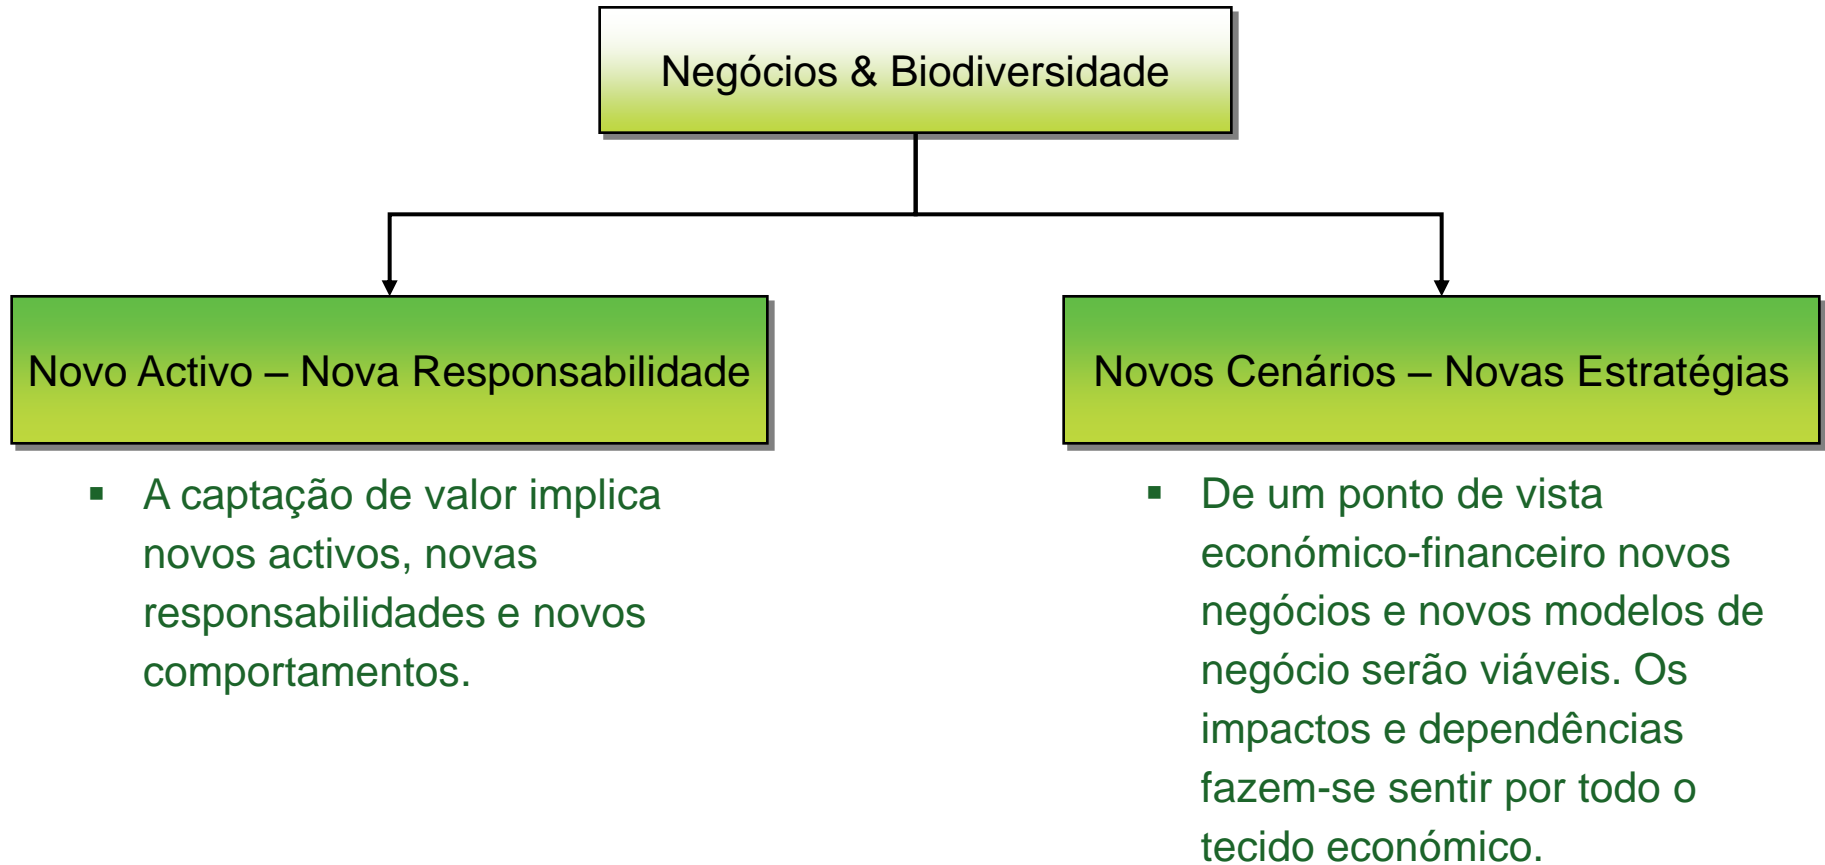 Negócios & Biodiversidade
Novo Activo – Nova Responsabilidade
▪ A captação de valor implica
novos activos, novas
responsabilidades e novos
comportamentos.
Novos Cenários – Novas Estratégias
▪ De um ponto de vista
económico-financeiro novos
negócios e novos modelos de
negócio serão viáveis. Os
impactos e dependências
fazem-se sentir por todo o
tecido económico.